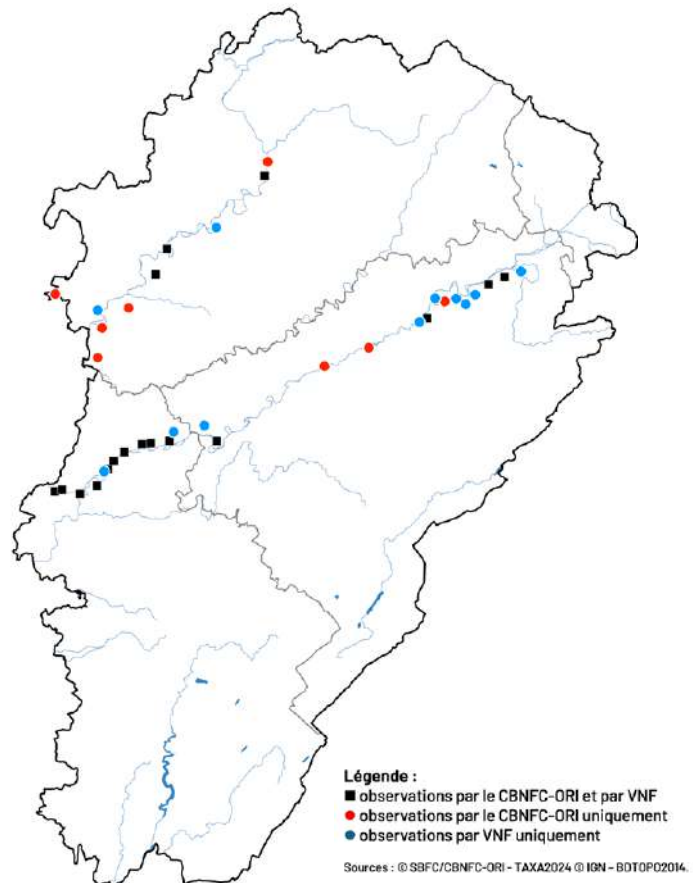 Légende :
observations par le CBNFC-ORI et par VNF
observations par le CBNFC-ORI uniquement
observations par VNF uniquement
Sources : © SBFC/CBNFC-ORI - TAXA2024 © IGN - BDTOPO2014.